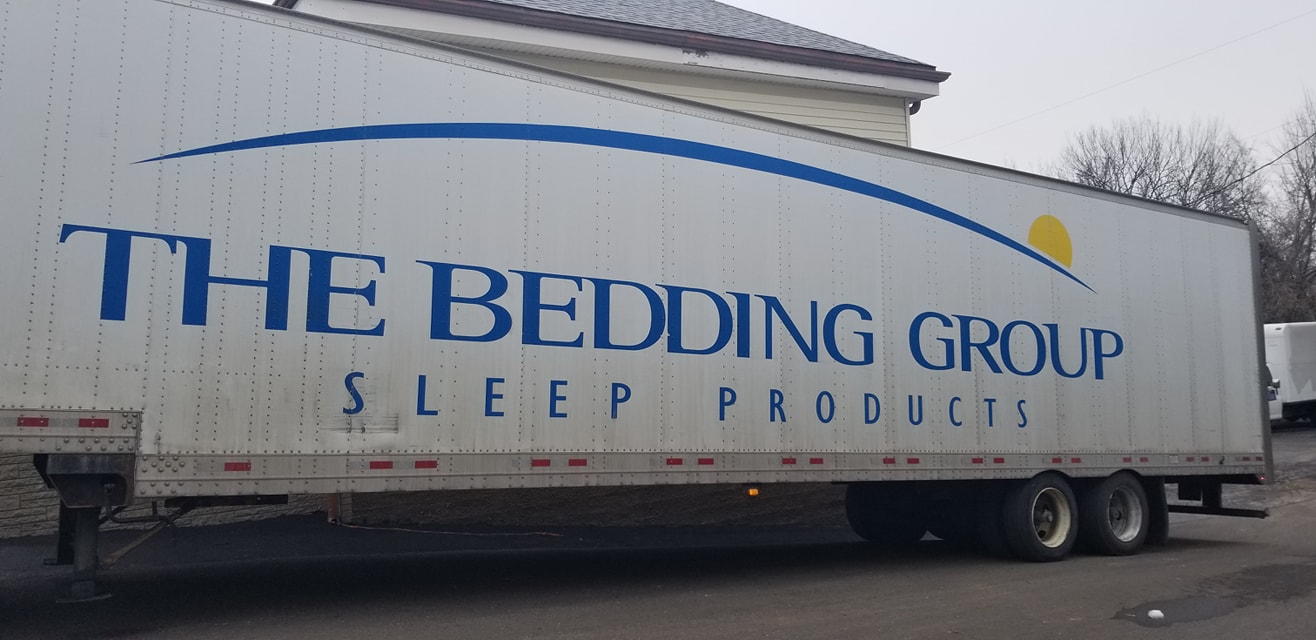 THE BEDDING GROUP
SLEEP PRODUCTS